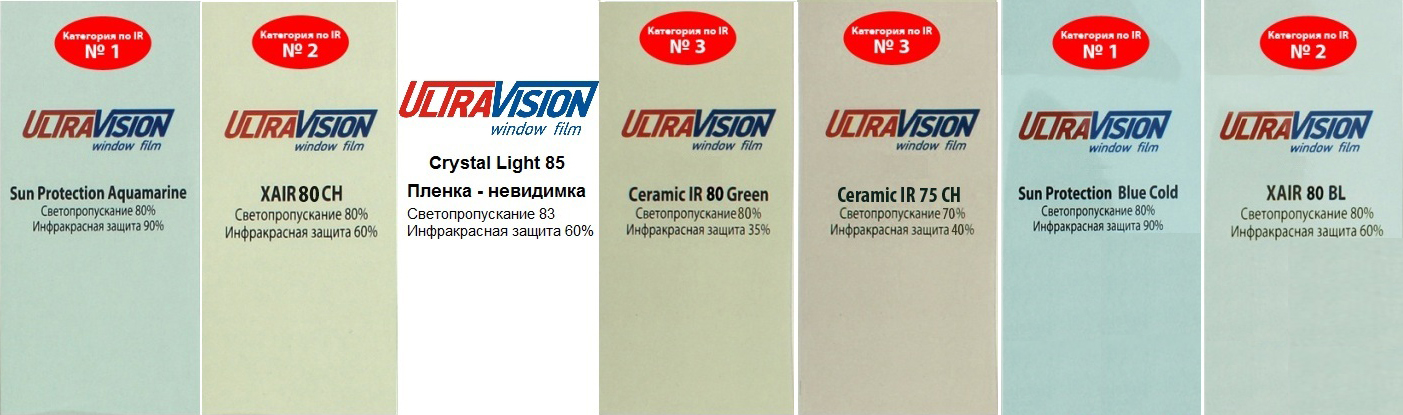 Категория по IR
№ 1
ULTRAVISION
window film
Sun Protection Aquamarine
Светопропускание 80%
Инфракрасная защита 90%
Категория по IR
№ 2
ULTRAVISION
window film
XAIR 80 CH
Светопропускание 80%
Инфракрасная защита 60%
ULTRAVISION
window film
Crystal Light 85
Пленка - невидимка
Светопропускание 83
Инфракрасная защита 60%
Категория по IR
№ 3
ULTRAVISION
window film
Ceramic IR 80 Green
Светопропускание 80%
Инфракрасная защита 35%
Категория по IR
№ 3
ULTRAVISION
window film
Ceramic IR 75 CH
Светопропускание 70%
Инфракрасная защита 40%
Категория по IR
№ 1
ULTRAVISION
window film
Sun Protection Blue Cold
Светопропускание 80%
Инфракрасная защита 90%
Категория по IR
№ 2
ULTRAVISION
window film
XAIR 80 BL
Светопропускание 80%
Инфракрасная защита 60%